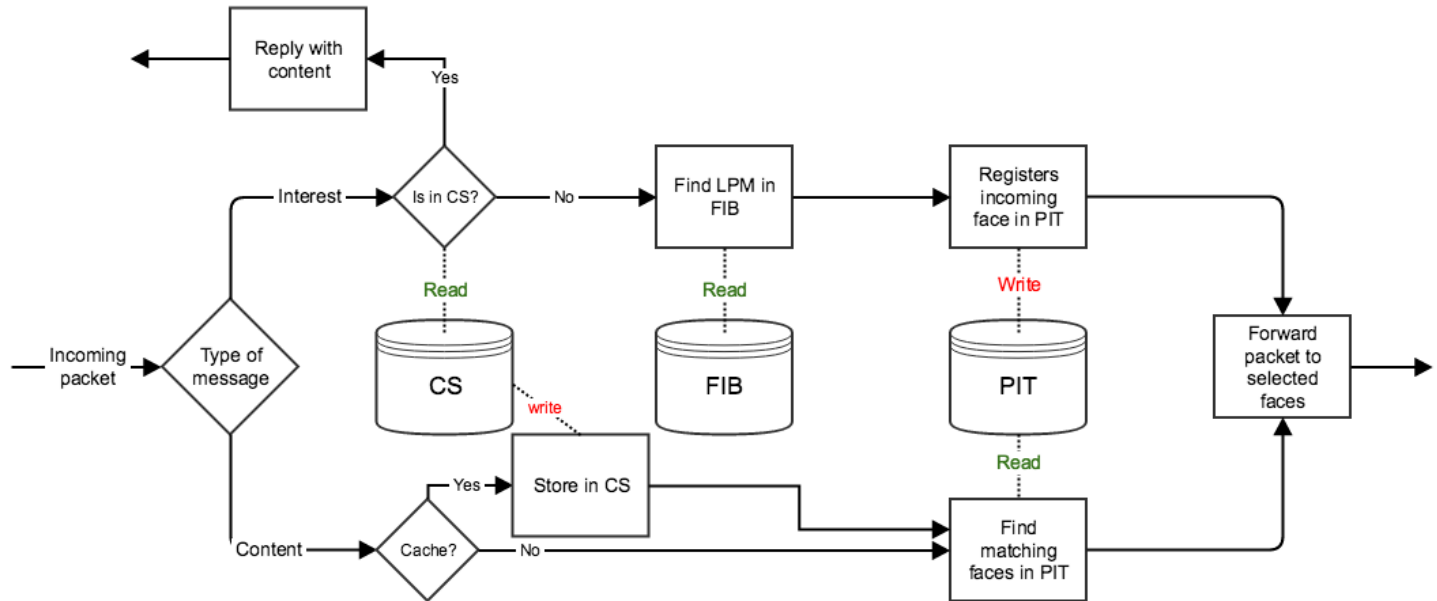 Reply with
content
Yes
Interest
Is in CS?
No
Find LPM in
FIB
Registers
incoming
face in PIT
Read
Read
Write
Incoming
packet
Type of
message
CS
FIB
PIT
Forward
packet to
selected
faces
write
Read
Yes
Store in CS
Content
Cache?
No
Find
matching
faces in PIT